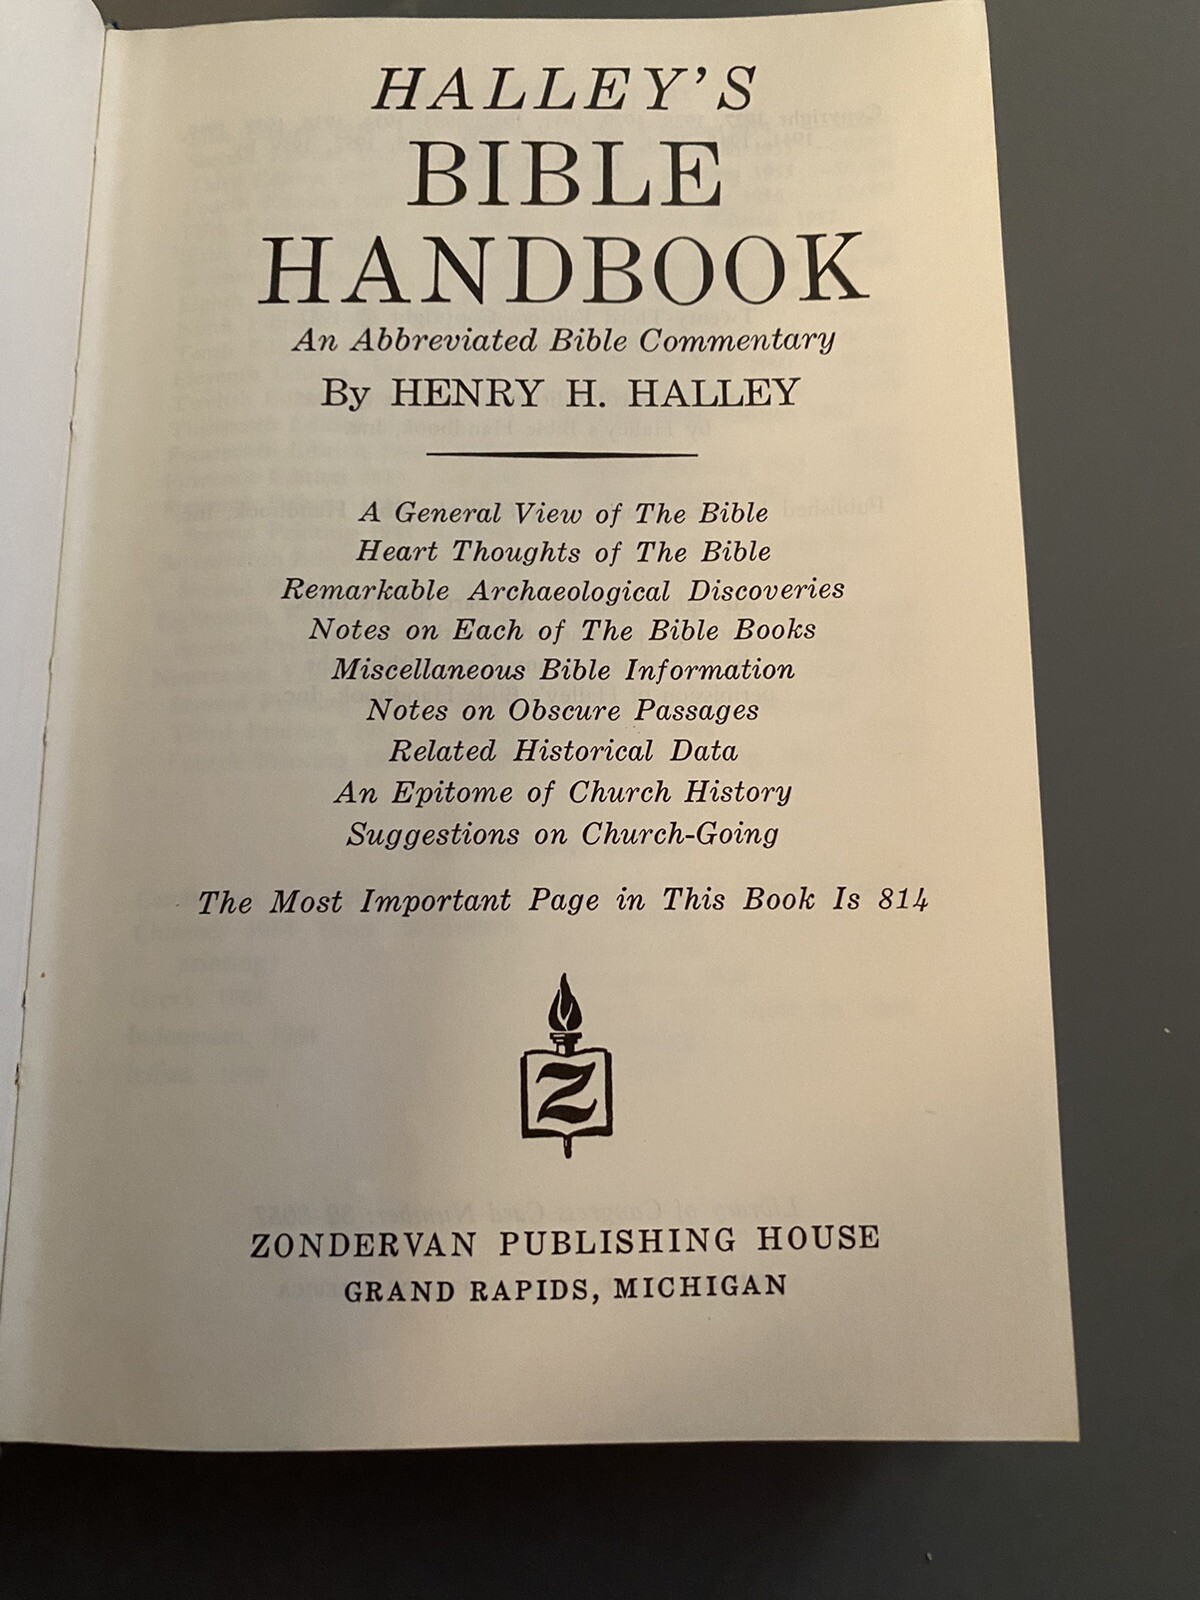 HALLEY'S
BIBLE
HANDBOOK
An Abbreviated Bible Commentary
By HENRY H. HALLEY
A General View of The Bible
Heart Thoughts of The Bible
Remarkable Archaeological Discoveries
Notes on Each of The Bible Books
Miscellaneous Bible Information
Notes on Obscure Passages
Related Historical Data
An Epitome of Church History
Suggestions on Church-Going
The Most Important Page in This Book Is 814
Z
ZONDERVAN PUBLISHING HOUSE
GRAND RAPIDS, MICHIGAN